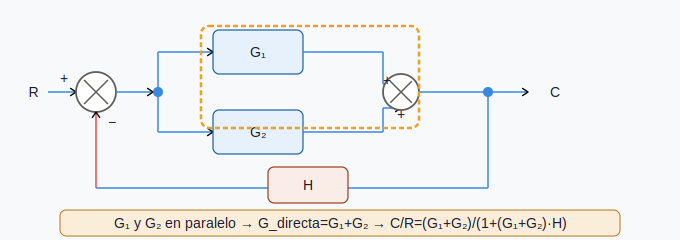 G₁
+
R
+
C
−
+
G₂
H
G₁ y G₂ en paralelo → G_directa=G₁+G₂ → C/R=(G₁+G₂)/(1+(G₁+G₂)·H)